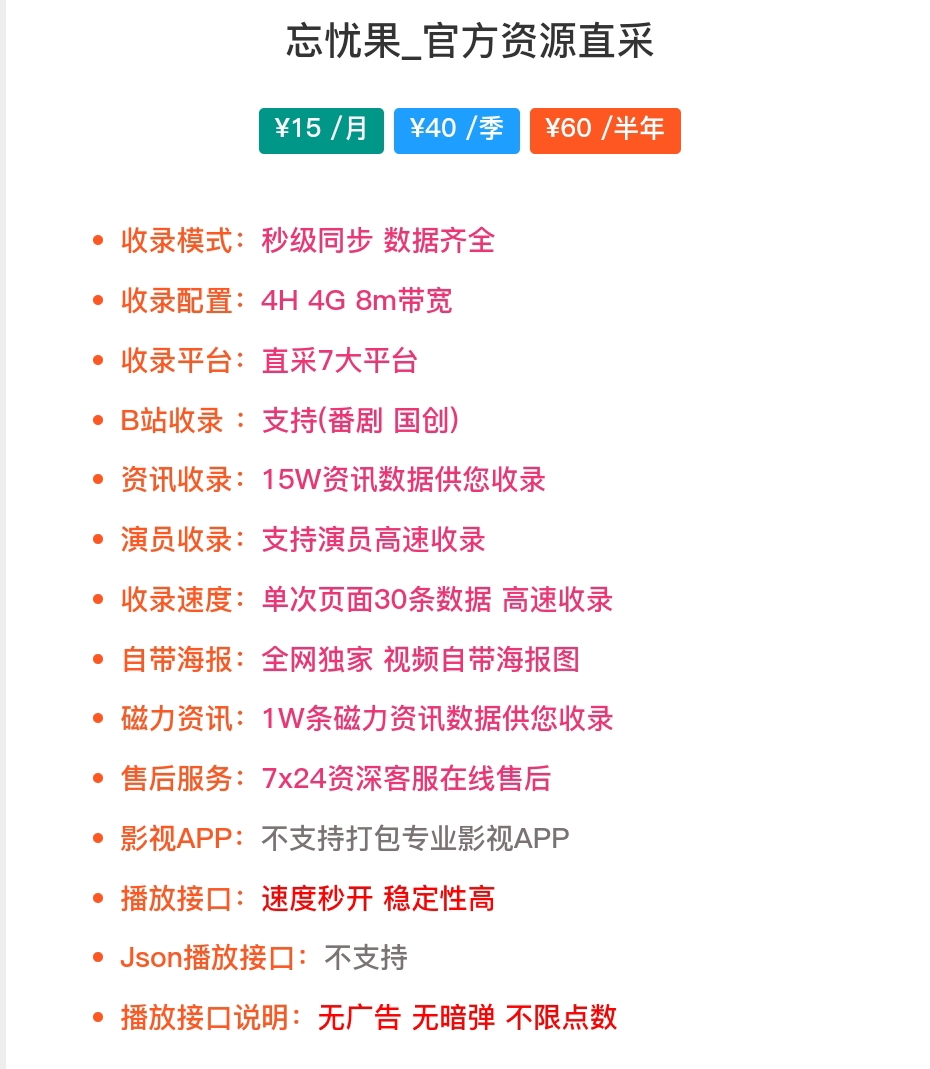 忘忧果_官方资源直采
¥15 /月 ¥40 /季 ¥60 /半年
收录模式：秒级同步 数据齐全
收录配置：4H 4G 8m带宽
收录平台：直采7大平台
B站收录 ：支持(番剧 国创)
资讯收录：15W资讯数据供您收录
演员收录：支持演员高速收录
收录速度：单次页面30条数据 高速收录
自带海报：全网独家 视频自带海报图
磁力资讯：1W条磁力资讯数据供您收录
售后服务：7x24资深客服在线售后
影视APP：不支持打包专业影视APP
播放接口：速度秒开 稳定性高
Json播放接口：不支持
播放接口说明：无广告 无暗弹 不限点数